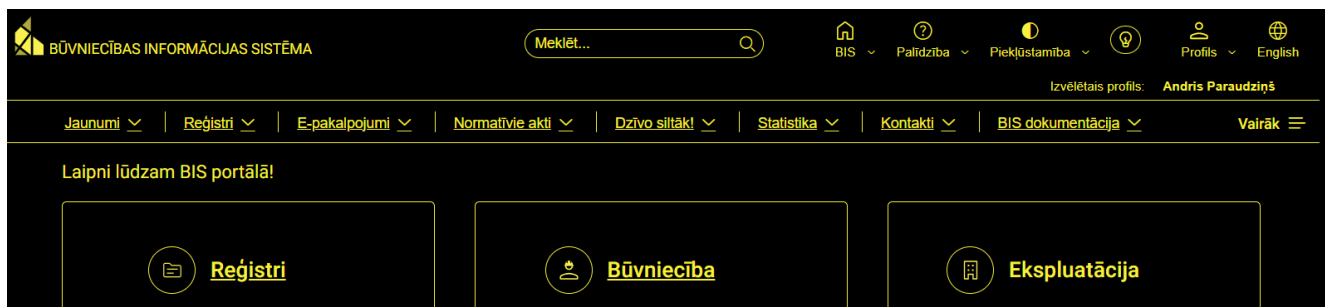 BŪVNIECĪBAS INFORMĀCIJAS SISTĒMA
Meklēt...
BIS Palīdzība Piekļūstamība Profils English
Izvēlētais profils: Andris Paraudziņš
Jaunumi Reģistri E-pakalpojumi Normatīvie akti Dzīvo siltāk! Statistika Kontakti BIS dokumentācija Vairāk
Laipni lūdzam BIS portālā!
Reģistri Būvniecība Ekspluatācija